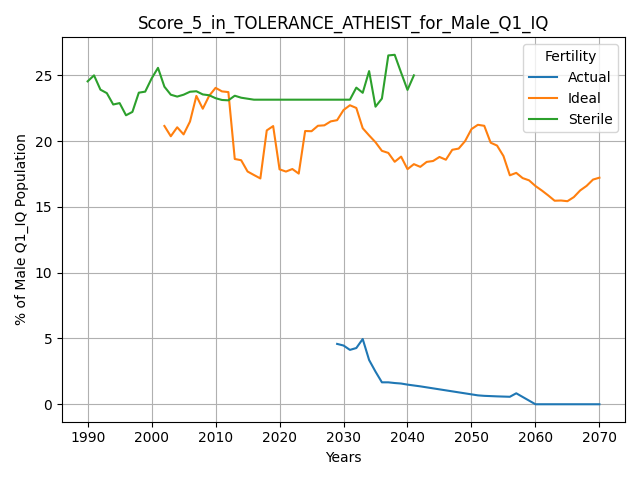 Score_5_in_TOLERANCE_ATHEIST_for_Male_Q1_IQ
% of Male Q1_IQ Population
25
20
15
10
5
0
Fertility
Actual
Ideal
Sterile
1990 2000 2010 2020 2030 2040 2050 2060 2070
Years